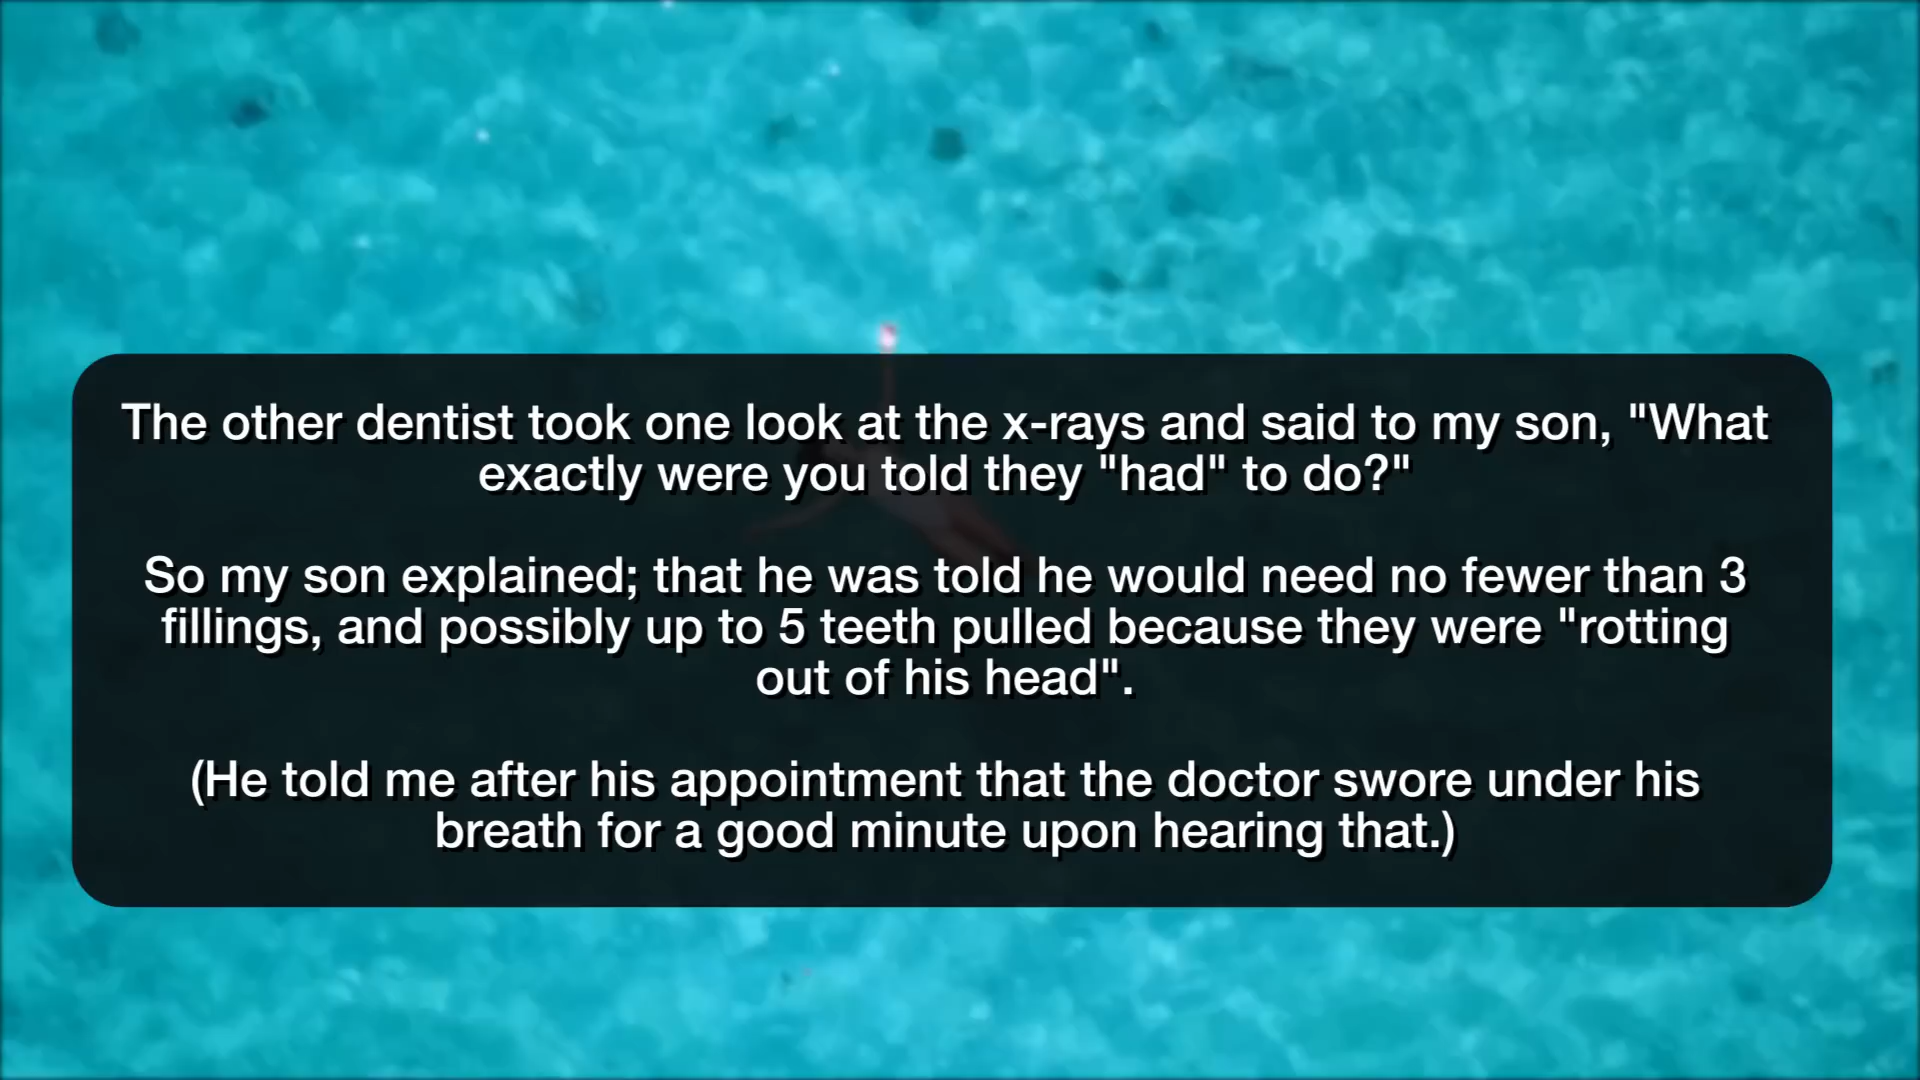 The other dentist took one look at the x-rays and said to my son, "What
exactly were you told they "had" to do?"
So my son explained; that he was told he would need no fewer than 3
fillings, and possibly up to 5 teeth pulled because they were "rotting
out of his head".
(He told me after his appointment that the doctor swore under his
breath for a good minute upon hearing that.)